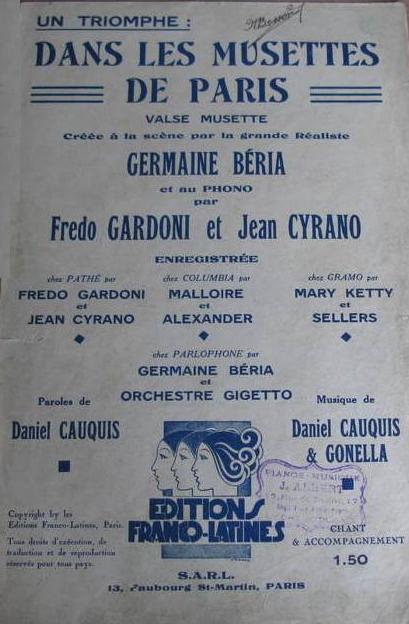 UN TRIOMPHE :
DANS LES MUSETTES
DE PARIS
VALSE MUSETTE
Créée à la scène par la grande Réaliste
GERMAINE BÉRIA
et au PHONO
par
Fredo GARDONI et Jean CYRANO
ENREGISTRÉE
chez PATHÉ par
FREDO GARDONI
et
JEAN CYRANO
chez COLUMBIA par
MALLOIRE
et
ALEXANDER
chez GRAMO par
MARY KETTY
et
SELLERS
chez PARLOPHONE par
GERMAINE BÉRIA
et
ORCHESTRE GIGETTO
Paroles de
Daniel CAUQUIS
Musique de
Daniel CAUQUIS
& GONELLA
EDITIONS
FRANCO-LATINES
PIANOS-MUSIQUE
J. ALBERT
Copyright by les
Editions Franco-Latines, Paris.
Tous droits d'exécution, de
traduction et de reproduction
réservés pour tous pays.
CHANT
& ACCOMPAGNEMENT
1.50
S.A.R.L.
13, Faubourg St-Martin, PARIS